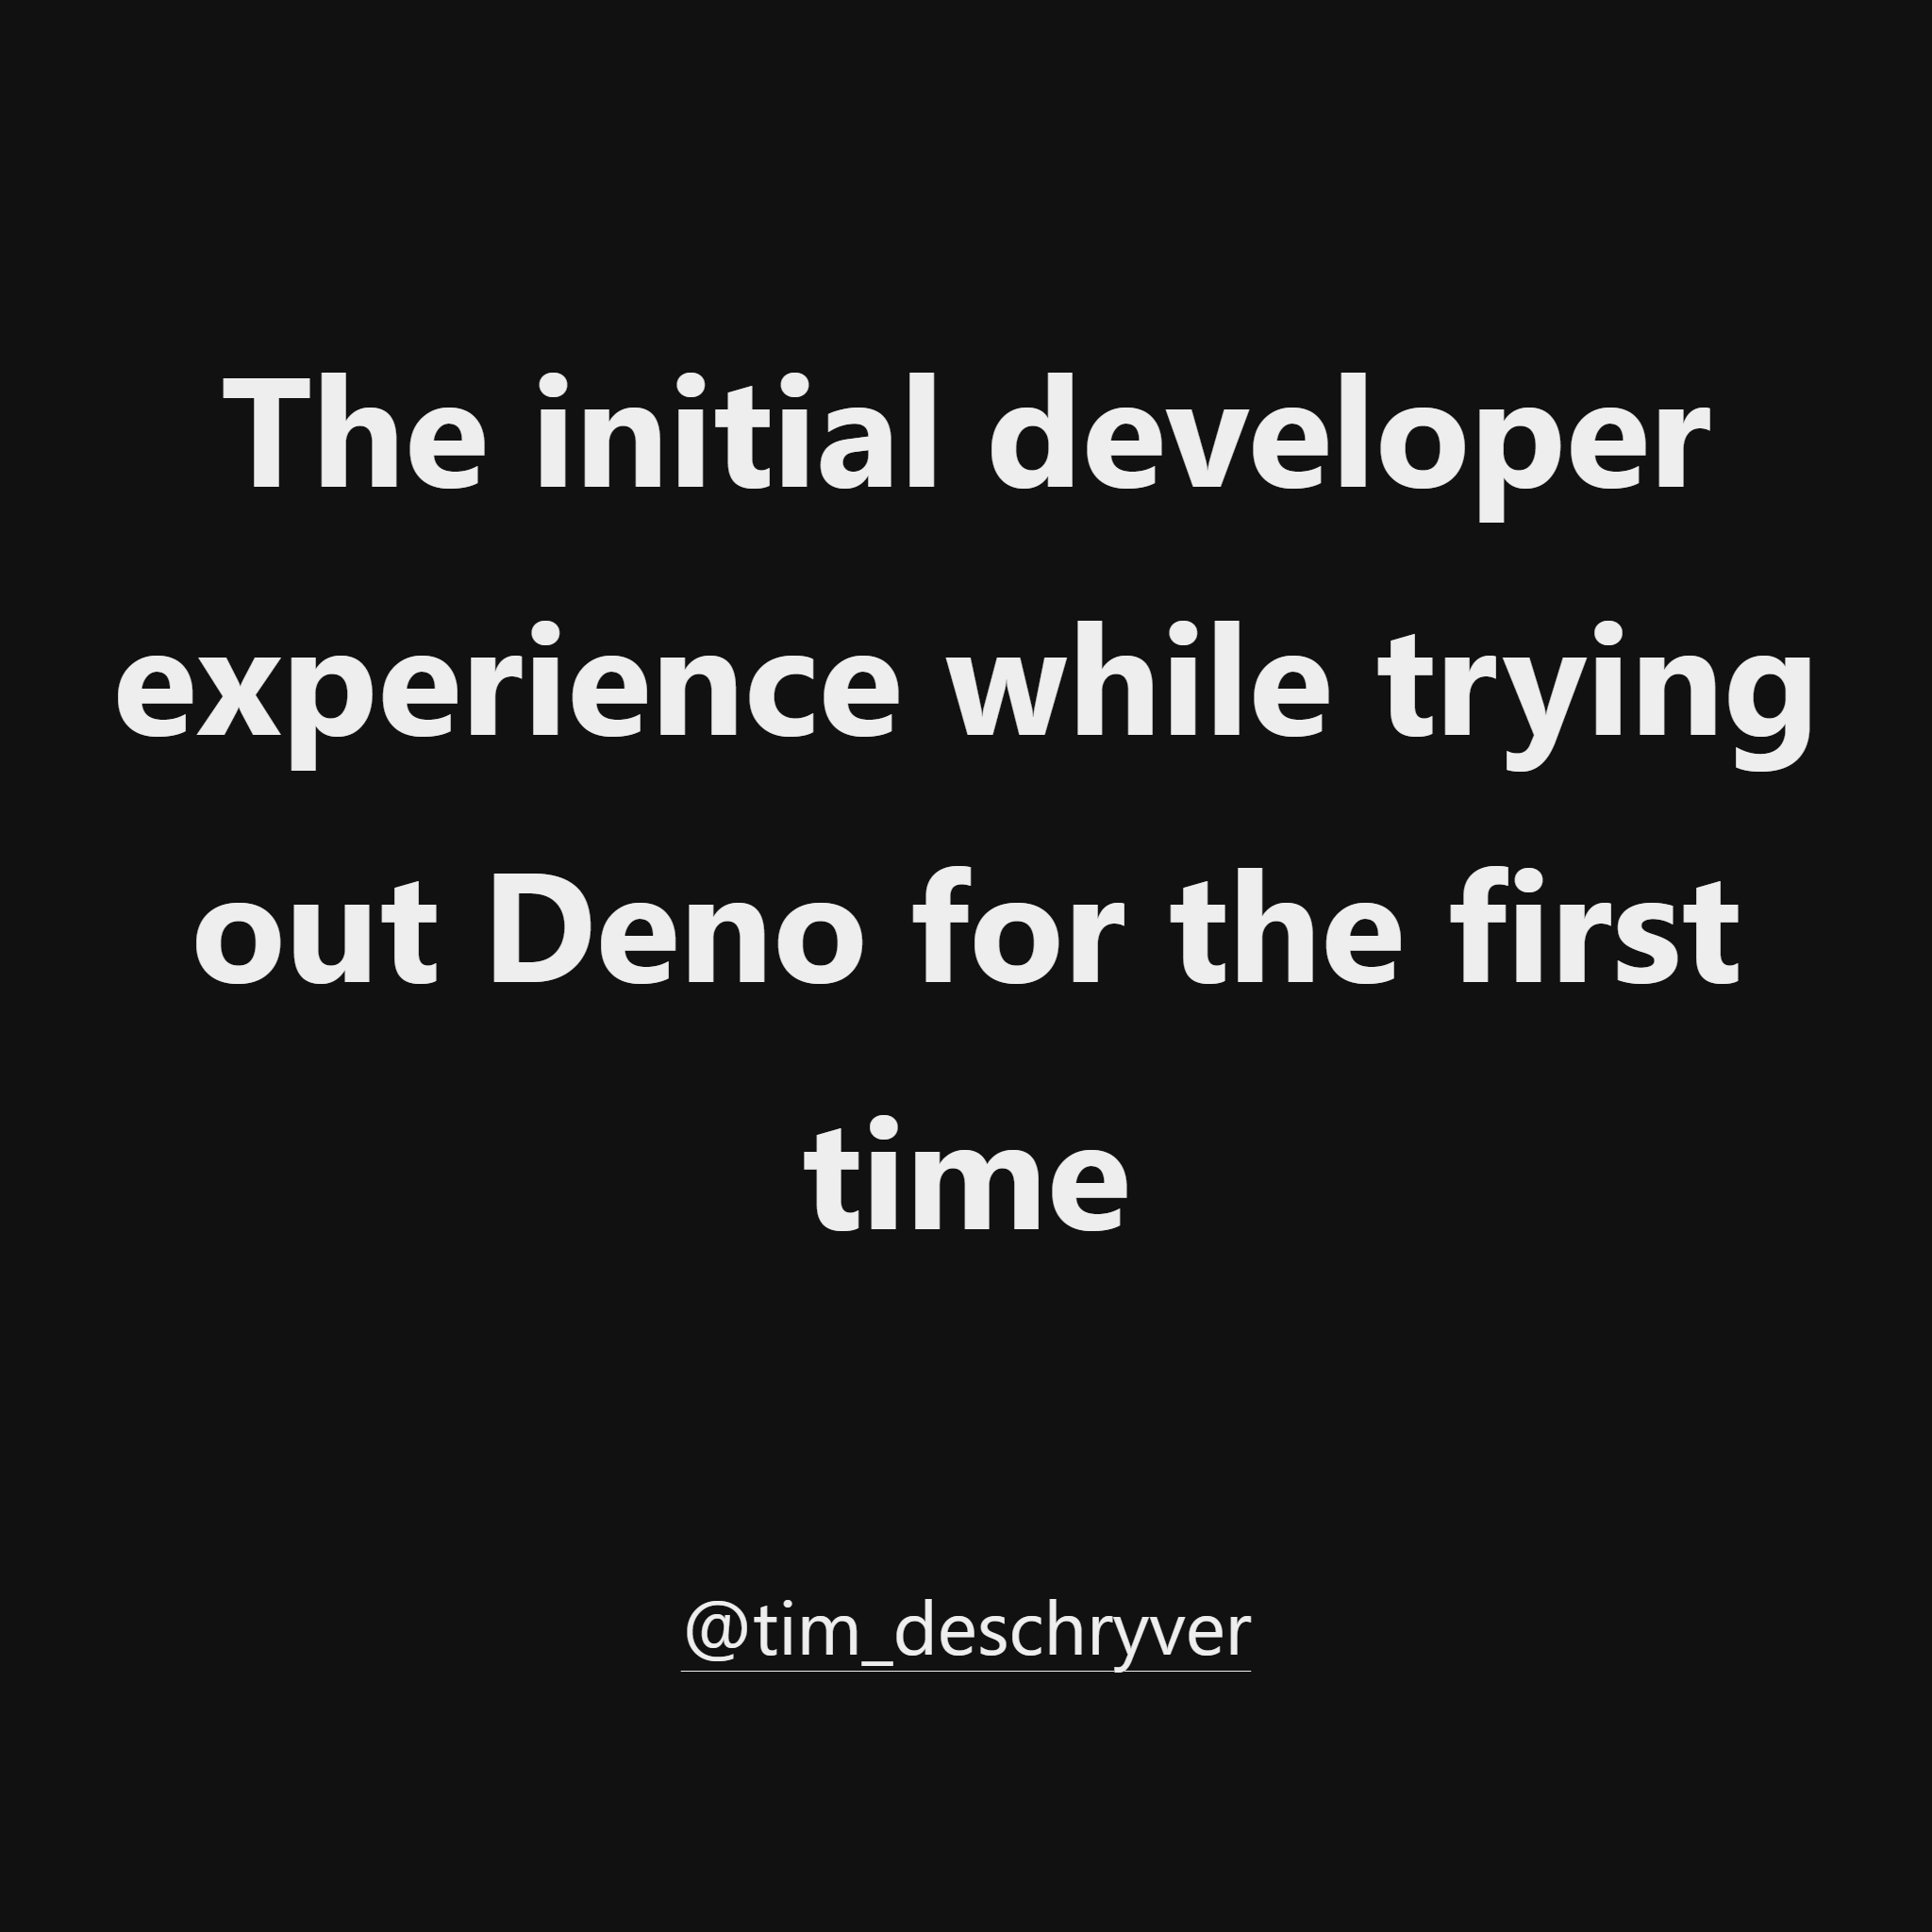 The initial developer
experience while trying
out Deno for the first
time
@tim_deschryver